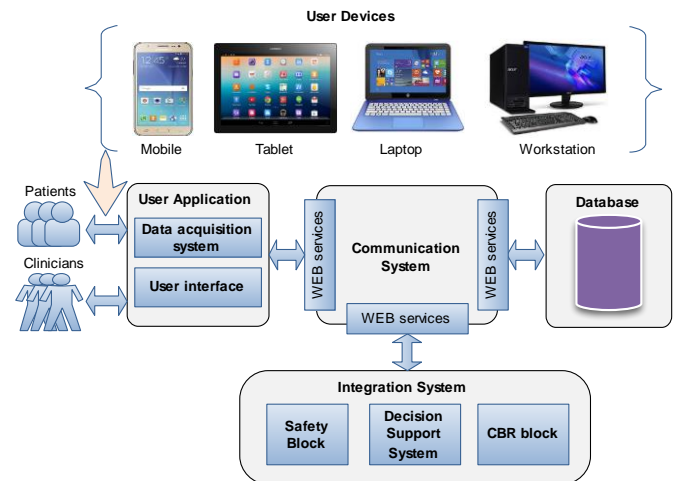 User Devices
Mobile
Tablet
Laptop
Workstation
Patients
Clinicians
User Application
Data acquisition
system
User interface
WEB services
Communication
System
WEB services
WEB services
Database
Integration System
Safety
Block
Decision
Support
System
CBR block